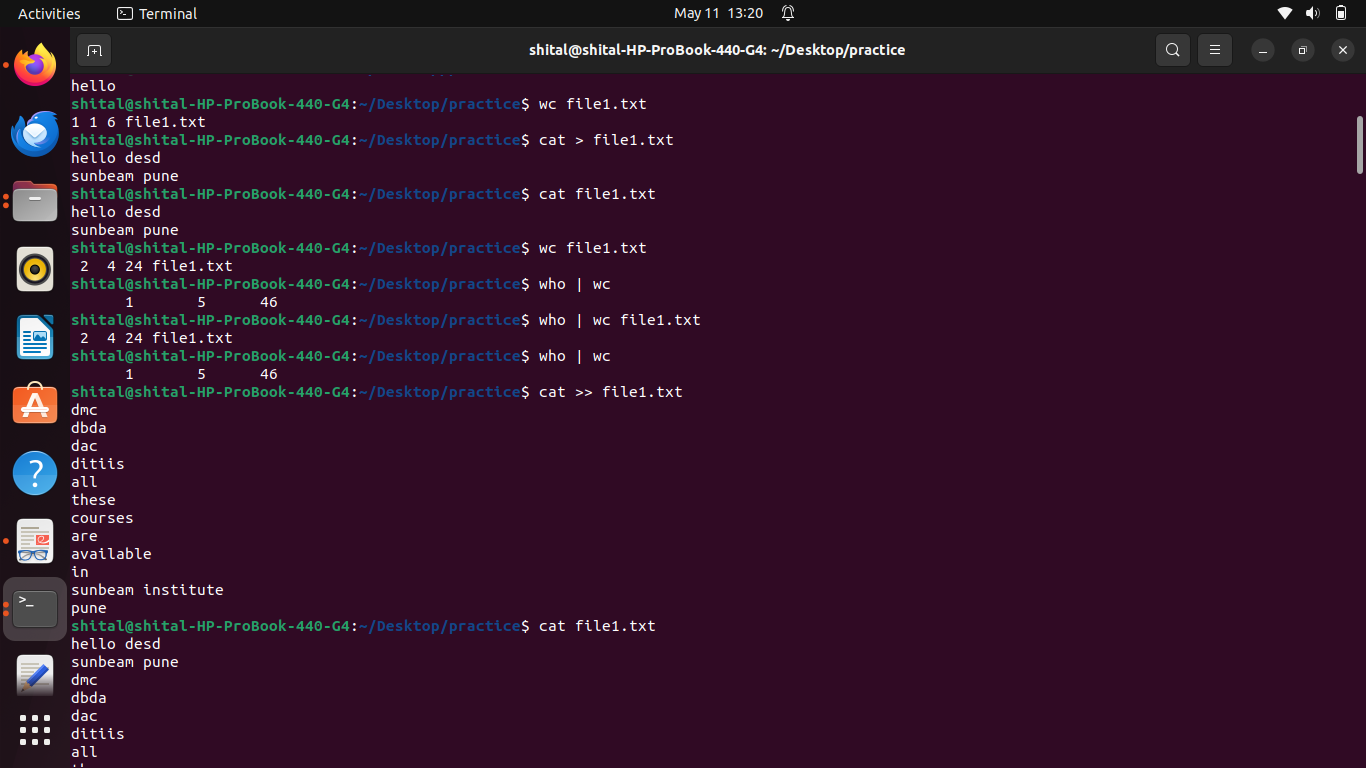 Activities Terminal May 11 13:20
shital@shital-HP-ProBook-440-G4: ~/Desktop/practice
hello
shital@shital-HP-ProBook-440-G4:~/Desktop/practice$ wc file1.txt
1 1 6 file1.txt
shital@shital-HP-ProBook-440-G4:~/Desktop/practice$ cat > file1.txt
hello desd
sunbeam pune
shital@shital-HP-ProBook-440-G4:~/Desktop/practice$ cat file1.txt
hello desd
sunbeam pune
shital@shital-HP-ProBook-440-G4:~/Desktop/practice$ wc file1.txt
 2  4 24 file1.txt
shital@shital-HP-ProBook-440-G4:~/Desktop/practice$ who | wc
      1       5      46
shital@shital-HP-ProBook-440-G4:~/Desktop/practice$ who | wc file1.txt
 2  4 24 file1.txt
shital@shital-HP-ProBook-440-G4:~/Desktop/practice$ who | wc
      1       5      46
shital@shital-HP-ProBook-440-G4:~/Desktop/practice$ cat >> file1.txt
dmc
dbda
dac
ditiis
all
these
courses
are
available
in
sunbeam institute
pune
shital@shital-HP-ProBook-440-G4:~/Desktop/practice$ cat file1.txt
hello desd
sunbeam pune
dmc
dbda
dac
ditiis
all